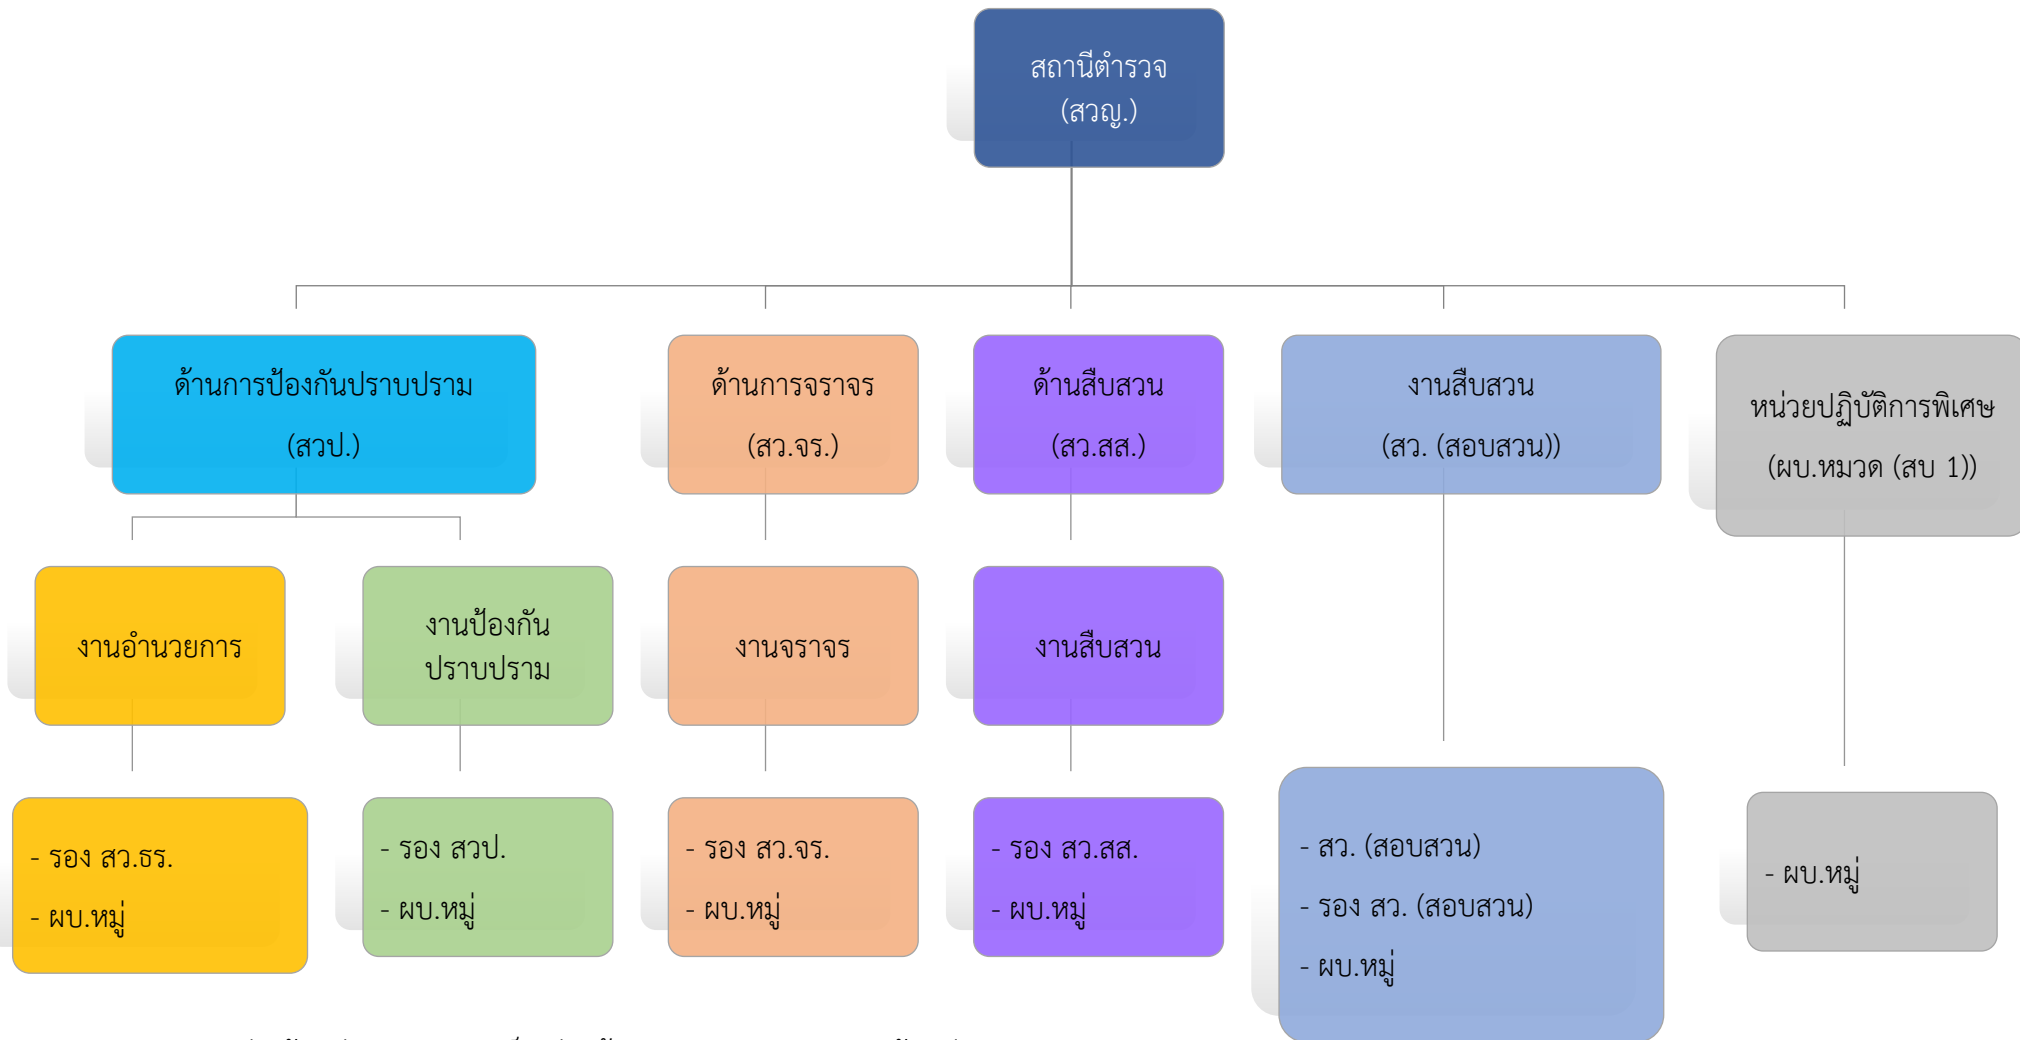 สถานีตำรวจ
(สวญ.)
ด้านการป้องกันปราบปราม
(สวป.)
ด้านการจราจร
(สว.จร.)
ด้านสืบสวน
(สว.สส.)
งานสืบสวน
(สว. (สอบสวน))
หน่วยปฏิบัติการพิเศษ
(ผบ.หมวด (สบ 1))
งานอำนวยการ
งานป้องกัน
ปราบปราม
งานจราจร
งานสืบสวน
- รอง สว.ธร.
- ผบ.หมู่
- รอง สวป.
- ผบ.หมู่
- รอง สว.จร.
- ผบ.หมู่
- รอง สว.สส.
- ผบ.หมู่
- สว. (สอบสวน)
- รอง สว. (สอบสวน)
- ผบ.หมู่
- ผบ.หมู่